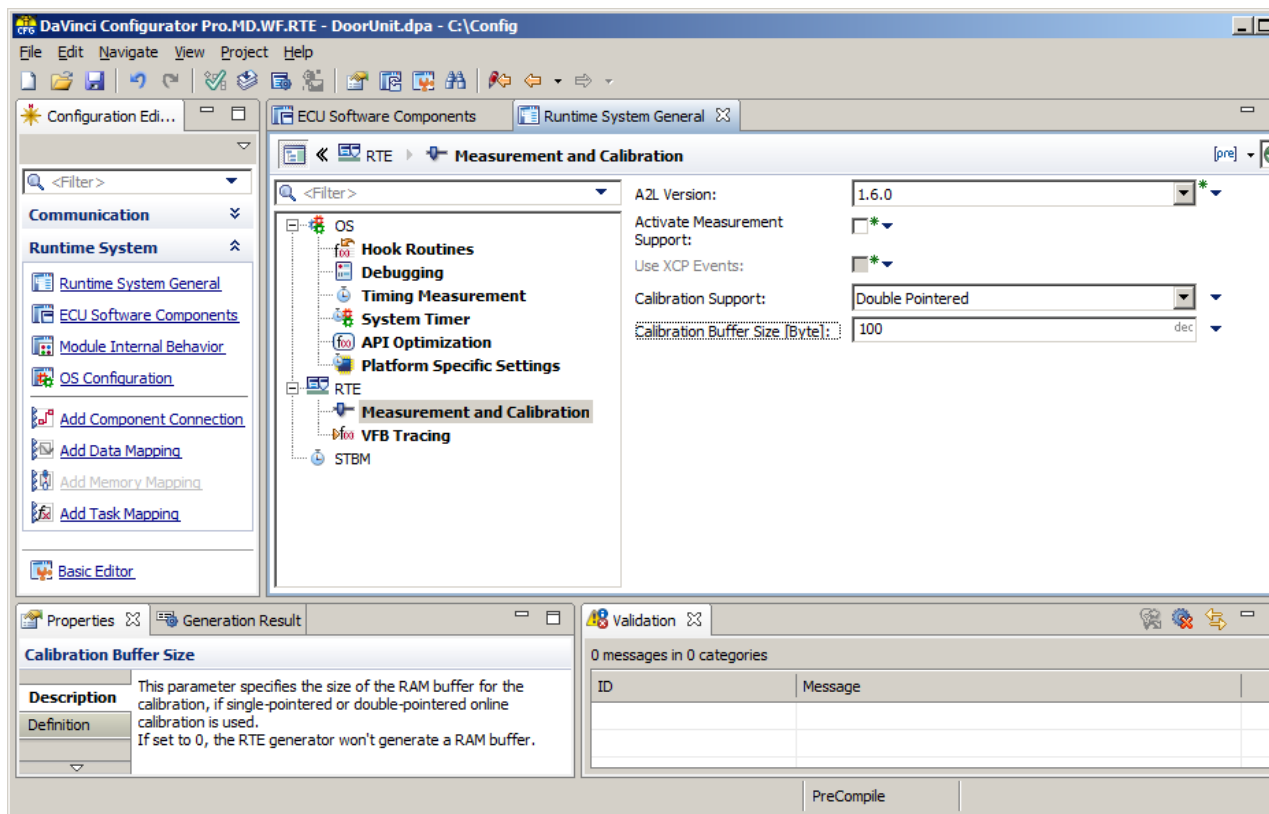 DaVinci Configurator Pro.MD.WF.RTE - DoorUnit.dpa - C:\Config
File Edit Navigate View Project Help
Configuration Edi...
ECU Software Components
Runtime System General
RTE
Measurement and Calibration
[pre]
<Filter>
Communication
Runtime System
Runtime System General
ECU Software Components
Module Internal Behavior
OS Configuration
Add Component Connection
Add Data Mapping
Add Memory Mapping
Add Task Mapping
Basic Editor
<Filter>
OS
Hook Routines
Debugging
Timing Measurement
System Timer
API Optimization
Platform Specific Settings
RTE
Measurement and Calibration
VFB Tracing
STBM
A2L Version: 1.6.0
Activate Measurement
Support:
Use XCP Events:
Calibration Support: Double Pointered
Calibration Buffer Size [Byte]: 100 dec
Properties
Generation Result
Calibration Buffer Size
Description
Definition
This parameter specifies the size of the RAM buffer for the
calibration, if single-pointered or double-pointered online
calibration is used.
If set to 0, the RTE generator won't generate a RAM buffer.
Validation
0 messages in 0 categories
ID Message
PreCompile